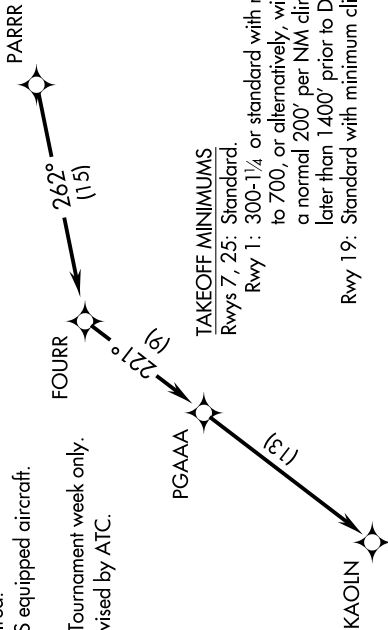 S equipped aircraft.
Tournament week only.
vised by ATC.
PARRR
262°
(15)
FOURR
221°
(9)
PGAAA
(13)
KAOLN
TAKEOFF MINIMUMS
Rwys 7, 25: Standard.
Rwy 1: 300-1¼ or standard with
to 700, or alternatively, wi
a normal 200' per NM clim
later than 1400' prior to D
Rwy 19: Standard with minimum cli